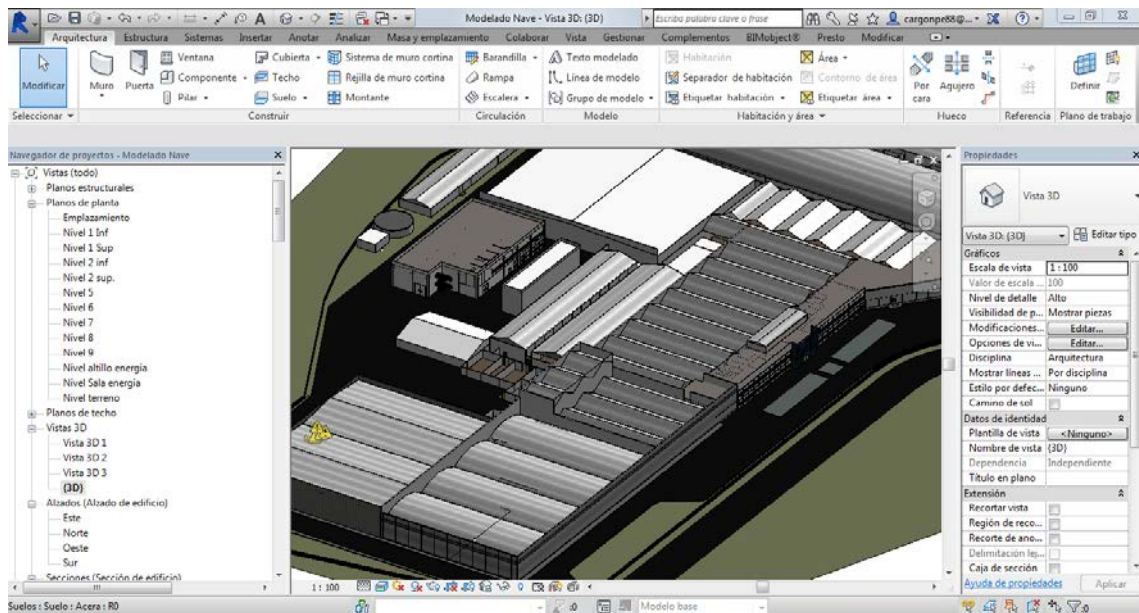 Modelado Nave - Vista 3D: {3D}
Escriba palabra clave o frase
cargonpe88@...
Arquitectura Estructura Sistemas Insertar Anotar Analizar Masa y emplazamiento Colaborar Vista Gestionar Complementos BIMobject® Presto Modificar
Modificar
Muro
Puerta
Ventana
Componente
Pilar
Cubierta
Techo
Suelo
Sistema de muro cortina
Rejilla de muro cortina
Montante
Barandilla
Rampa
Escalera
Texto modelado
Línea de modelo
Grupo de modelo
Habitación
Separador de habitación
Etiquetar habitación
Área
Contorno de área
Etiquetar área
Por cara
Agujero
Definir
Seleccionar Construir Circulación Modelo Habitación y área Hueco Referencia Plano de trabajo
Navegador de proyectos - Modelado Nave
Vistas (todo)
Planos estructurales
Planos de planta
Emplazamiento
Nivel 1 Inf
Nivel 1 Sup
Nivel 2 inf
Nivel 2 sup.
Nivel 5
Nivel 6
Nivel 7
Nivel 8
Nivel 9
Nivel altillo energia
Nivel Sala energia
Nivel terreno
Planos de techo
Vistas 3D
Vista 3D 1
Vista 3D 2
Vista 3D 3
{3D}
Alzados (Alzado de edificio)
Este
Norte
Oeste
Sur
Secciones (Sección de edificio)
Propiedades
Vista 3D
Vista 3D: {3D} Editar tipo
Gráficos
Escala de vista 1 : 100
Valor de escala ... 100
Nivel de detalle Alto
Visibilidad de p... Mostrar piezas
Modificaciones... Editar...
Opciones de vi... Editar...
Disciplina Arquitectura
Mostrar líneas ... Por disciplina
Estilo por defec... Ninguno
Camino de sol
Datos de identidad
Plantilla de vista <Ninguno>
Nombre de vista {3D}
Dependencia Independiente
Título en plano
Extensión
Recortar vista
Región de reco...
Recorte de ano...
Delimitación lej...
Caja de sección
Ayuda de propiedades Aplicar
1 : 100
Suelos : Suelo : Acera : R0
:0
Modelo base
:0